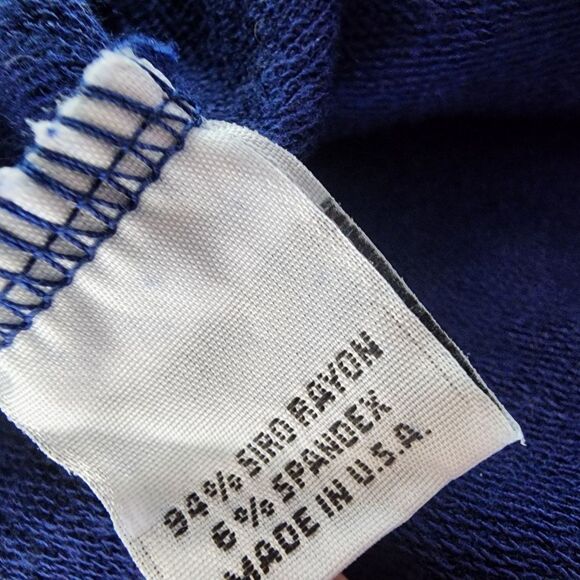 94% SIRO RAYON
6% SPANDEX
MADE IN U.S.A.